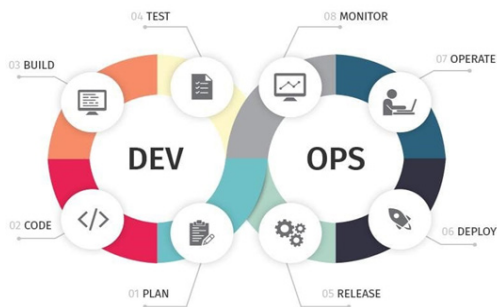 04 TEST
08 MONITOR
03 BUILD
07 OPERATE
DEV
OPS
</>
02 CODE
06 DEPLOY
01 PLAN
05 RELEASE